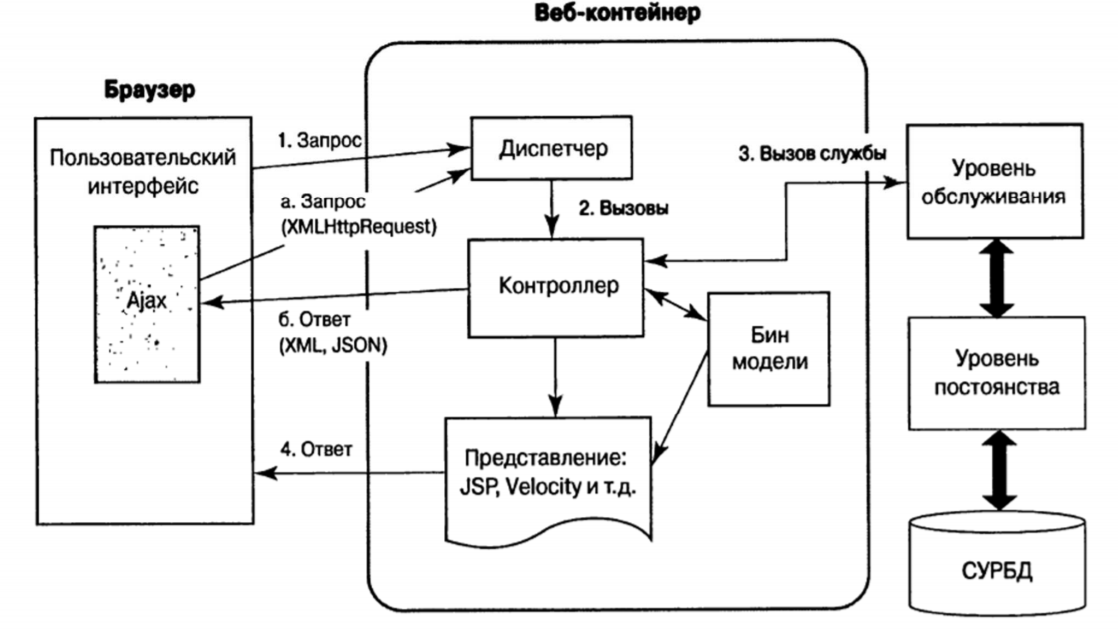 Веб-контейнер
Браузер
Пользовательский
интерфейс
Ajax
1. Запрос
а. Запрос
(XMLHttpRequest)
б. Ответ
(XML, JSON)
4. Ответ
Диспетчер
2. Вызовы
Контроллер
Бин
модели
Представление:
JSP, Velocity и т.д.
3. Вызов службы
Уровень
обслуживания
Уровень
постоянства
СУРБД